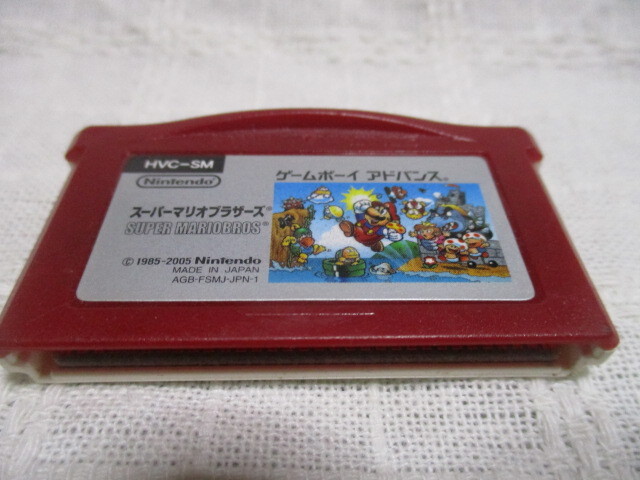 HVC-SM
Nintendo
ゲームボーイ アドバンス®
スーパーマリオブラザーズ®
SUPER MARIOBROS®
© 1985-2005 Nintendo
MADE IN JAPAN
AGB-FSMJ-JPN-1